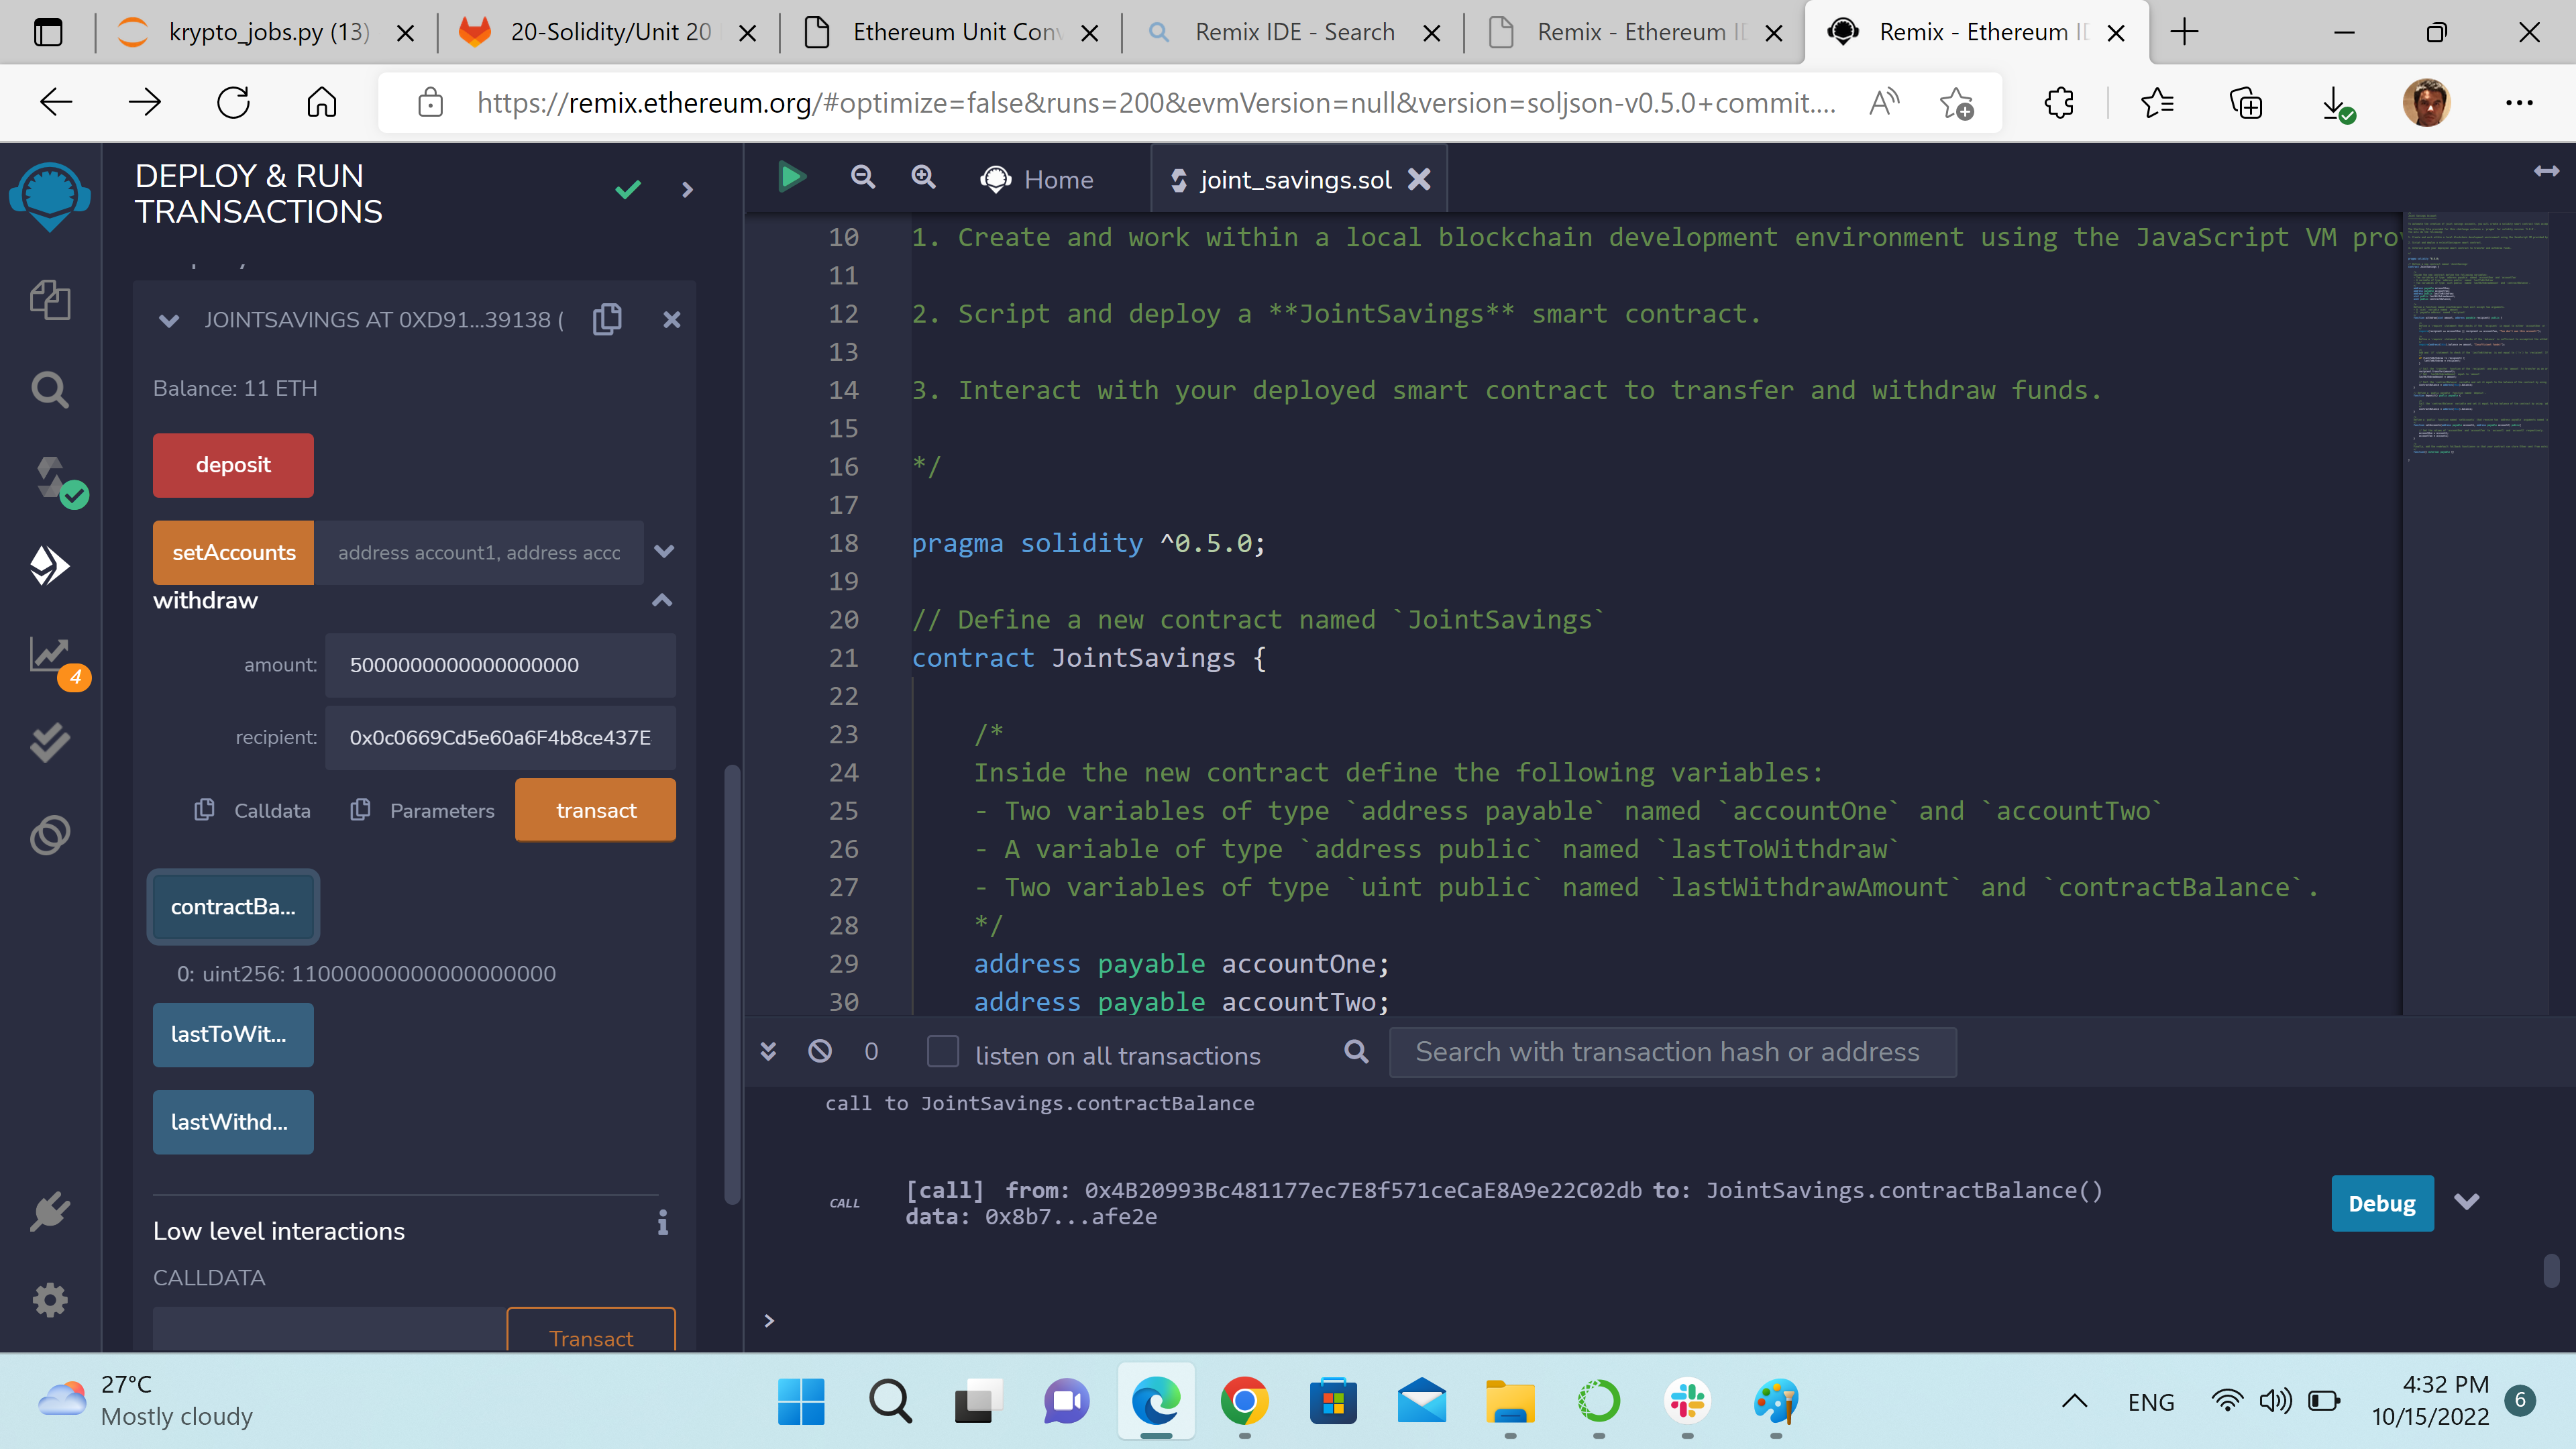 krypto_jobs.py (13)
20-Solidity/Unit 20
Ethereum Unit Conv
Remix IDE - Search
Remix - Ethereum ID
Remix - Ethereum ID
https://remix.ethereum.org/#optimize=false&runs=200&evmVersion=null&version=soljson-v0.5.0+commit....
DEPLOY & RUN
TRANSACTIONS
JOINTSAVINGS AT 0XD91...39138 (
Balance: 11 ETH
deposit
setAccounts
address account1, address accc
withdraw
amount:
5000000000000000000
recipient:
0x0c0669Cd5e60a6F4b8ce437E
Calldata
Parameters
transact
contractBa...
0: uint256: 11000000000000000000
lastToWit...
lastWithd...
Low level interactions
CALLDATA
Transact
4
Home
joint_savings.sol
10 1. Create and work within a local blockchain development environment using the JavaScript VM prov
11
12 2. Script and deploy a **JointSavings** smart contract.
13
14 3. Interact with your deployed smart contract to transfer and withdraw funds.
15
16 */
17
18 pragma solidity ^0.5.0;
19
20 // Define a new contract named `JointSavings`
21 contract JointSavings {
22
23 /*
24 Inside the new contract define the following variables:
25 - Two variables of type `address payable` named `accountOne` and `accountTwo`
26 - A variable of type `address public` named `lastToWithdraw`
27 - Two variables of type `uint public` named `lastWithdrawAmount` and `contractBalance`.
28 */
29 address payable accountOne;
30 address payable accountTwo;
0
listen on all transactions
Search with transaction hash or address
call to JointSavings.contractBalance
CALL
[call] from: 0x4B20993Bc481177ec7E8f571ceCaE8A9e22C02db to: JointSavings.contractBalance()
data: 0x8b7...afe2e
Debug
>
27°C
Mostly cloudy
ENG
4:32 PM
10/15/2022
6